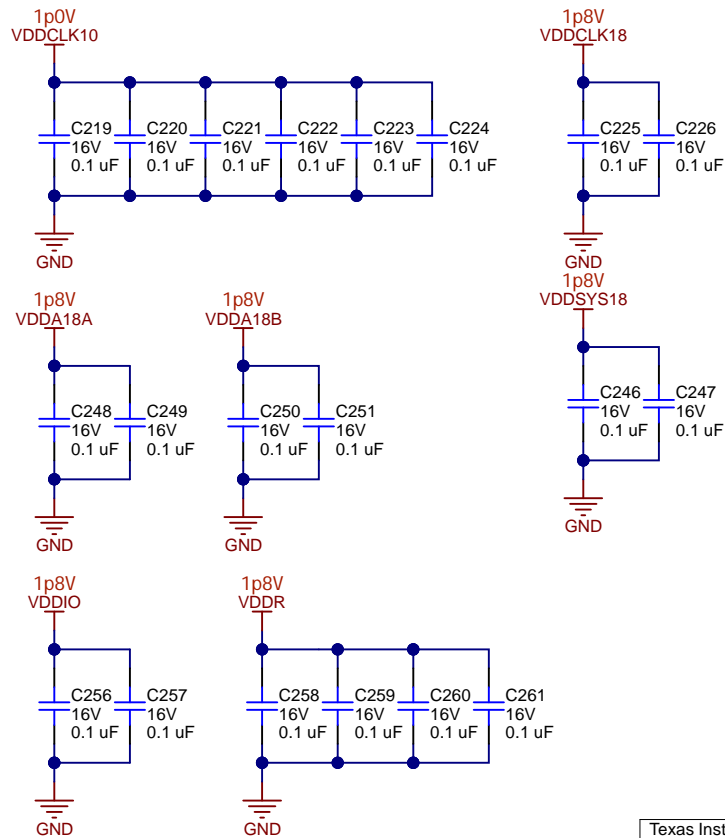 1p0V
VDDCLK10
C219
16V
0.1 uF
C220
16V
0.1 uF
C221
16V
0.1 uF
C222
16V
0.1 uF
C223
16V
0.1 uF
C224
16V
0.1 uF
GND
1p8V
VDDCLK18
C225
16V
0.1 uF
C226
16V
0.1 uF
GND
1p8V
VDDA18A
C248
16V
0.1 uF
C249
16V
0.1 uF
GND
1p8V
VDDA18B
C250
16V
0.1 uF
C251
16V
0.1 uF
GND
1p8V
VDDSYS18
C246
16V
0.1 uF
C247
16V
0.1 uF
GND
1p8V
VDDIO
C256
16V
0.1 uF
C257
16V
0.1 uF
GND
1p8V
VDDR
C258
16V
0.1 uF
C259
16V
0.1 uF
C260
16V
0.1 uF
C261
16V
0.1 uF
GND
Texas Inst